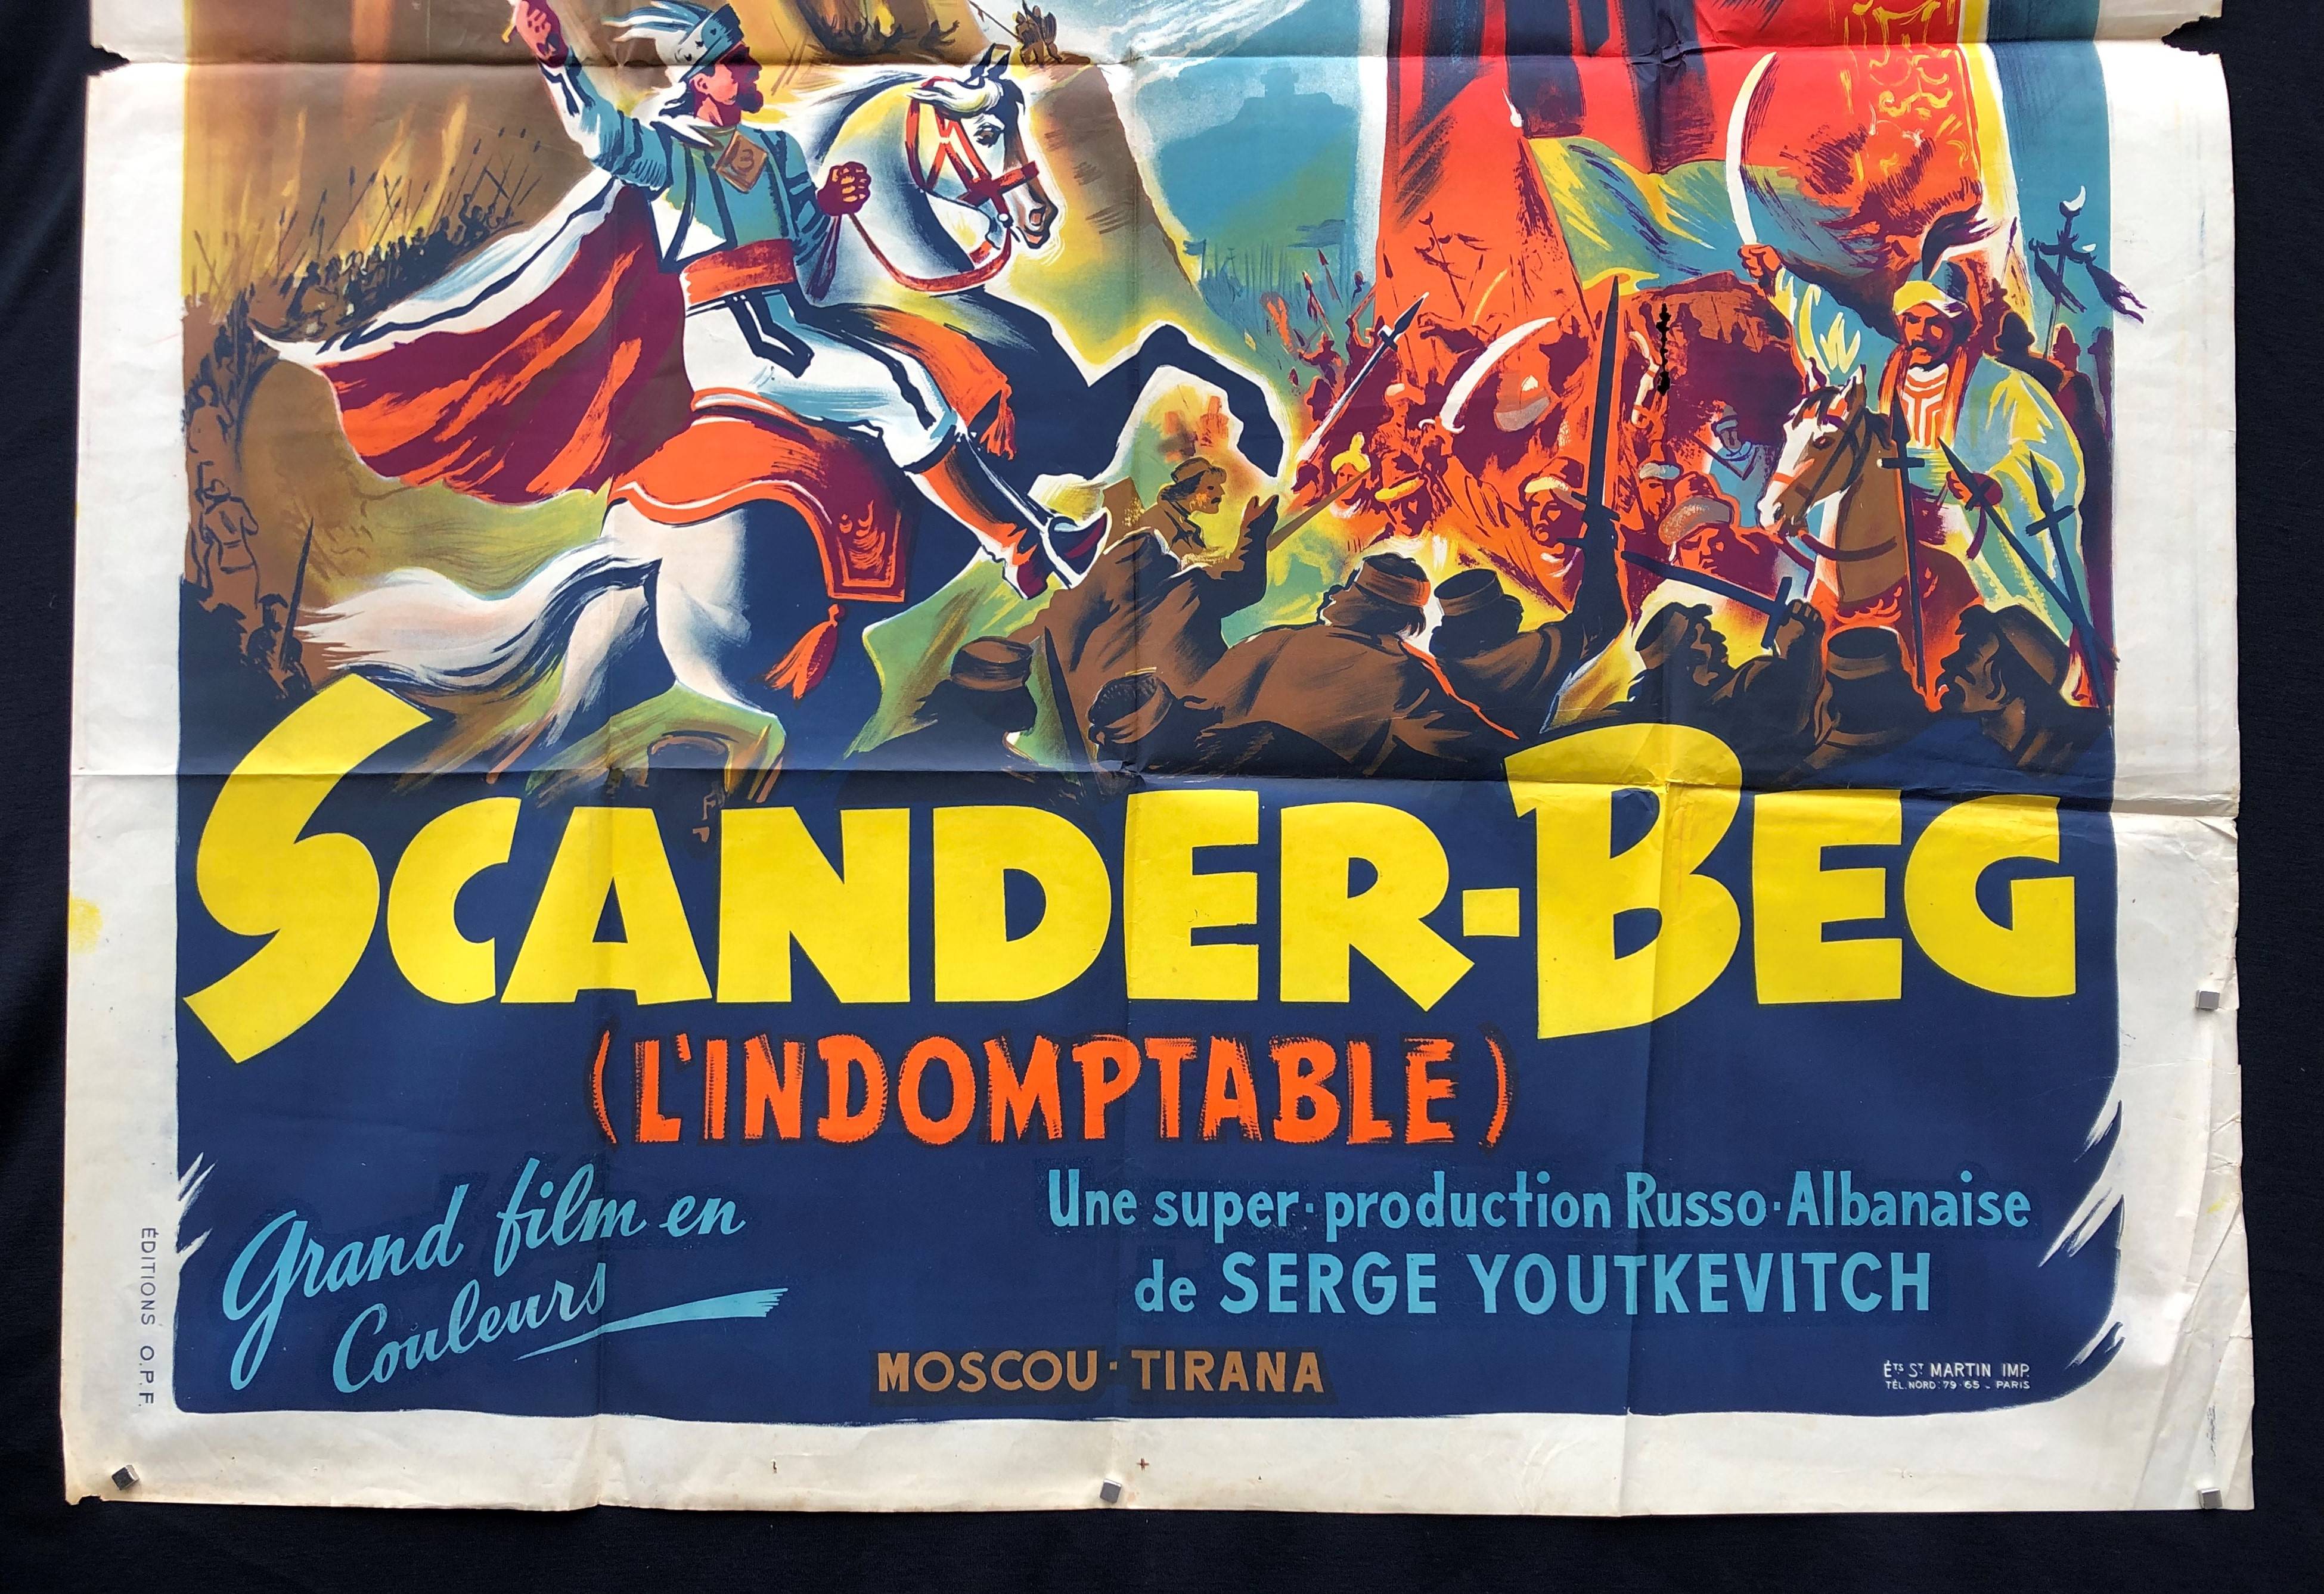 SCANDER-BEG
(L'INDOMPTABLE)
Grand film en
Couleurs
Une super-production Russo-Albanaise
de SERGE YOUTKEVITCH
MOSCOU-TIRANA
ÉDITIONS O.P.F.
ÉTS ST MARTIN IMP.
TÉL. NORD: 79-65 - PARIS